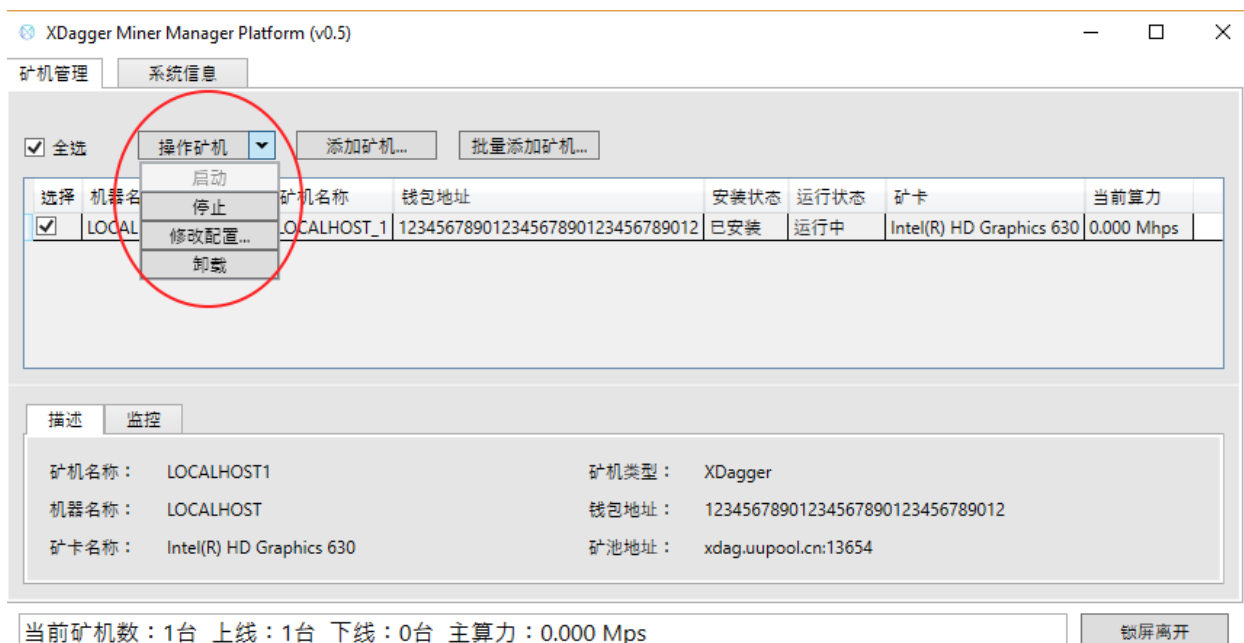 XDagger Miner Manager Platform (v0.5)
矿机管理 系统信息
全选 操作矿机 添加矿机... 批量添加矿机...
启动
停止
修改配置...
卸载
选择 机器名 矿机名称 钱包地址 安装状态 运行状态 矿卡 当前算力
LOCAL LOCALHOST_1 12345678901234567890123456789012 已安装 运行中 Intel(R) HD Graphics 630 0.000 Mhps
描述 监控
矿机名称： LOCALHOST1 矿机类型： XDagger
机器名称： LOCALHOST 钱包地址： 12345678901234567890123456789012
矿卡名称： Intel(R) HD Graphics 630 矿池地址： xdag.uupool.cn:13654
当前矿机数：1台 上线：1台 下线：0台 主算力：0.000 Mps 锁屏离开